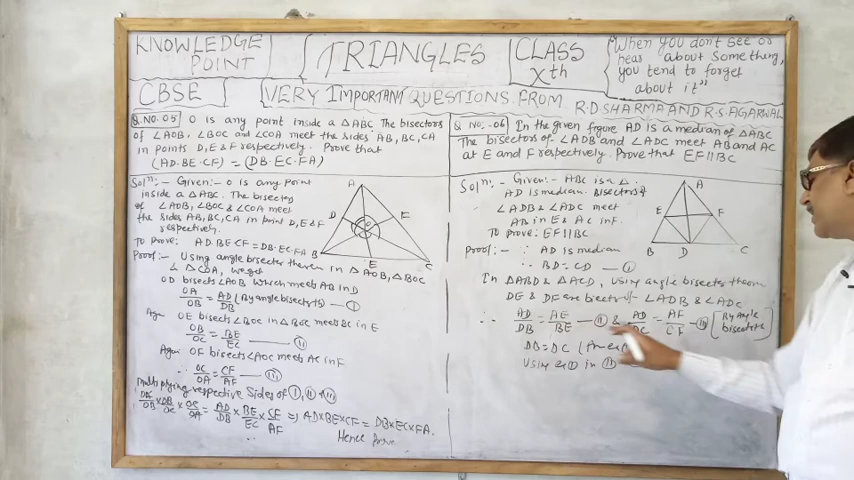 KNOWLEDGE POINT
TRIANGLES
CLASS Xth
"When you don't see or
hear about something,
you tend to forget
about it"
CBSE
VERY IMPORTANT QUESTIONS FROM R.D SHARMA AND R.S. AGARWAL
Q.NO.05 O is any point inside a △ABC. The bisectors
of ∠AOB, ∠BOC and ∠COA meet the sides AB, BC, CA
in points D, E & F respectively. Prove that
(AD·BE·CF) = (DB·EC·FA)
Solⁿ:- Given:- O is any point
inside a △ABC. The bisectors
of ∠AOB, ∠BOC & ∠COA meet
the sides AB, BC, CA in point D, E & F
respectively.
A
D
F
O
B
E
C
To prove: AD·BE·CF = DB·EC·FA
Proof:- Using angle bisector theorem in △AOB, △BOC
& △COA, we get
OD bisects ∠AOB which meets AB in D
OA/OB = AD/DB (By angle bisects) — (I)
Again OE bisects ∠BOC in △BOC meets BC in E
OB/OC = BE/EC — (II)
Again OF bisects ∠AOC meets AC in F
∴ OC/OA = CF/AF — (III)
Multiplying respective sides of I, II & III
OA/OB × OB/OC × OC/OA = AD/DB × BE/EC × CF/AF ⇒ AD×BE×CF = DB×EC×FA.
Hence Prove
Q NO:-06 In the given figure AD is a median of △ABC
The bisectors of ∠ADB and ∠ADC meet AB and AC
at E and F respectively. Prove that EF||BC
Solⁿ:- Given:- ABC is a △.
AD is median. Bisectors of
∠ADB & ∠ADC meet
AB in E & AC in F.
To Prove: EF||BC
A
E
F
B
D
C
Proof:- ∵ AD is median
∴ BD = CD — (I)
In △ABD & △ACD, using angle bisector theorem
DE & DF are bisectors of ∠ADB & ∠ADC
∴ AD/DB = AE/BE — (II) & AD/DC = AF/CF — (III) [By Angle bisector]
DB = DC (
Using eq (I) in (II)